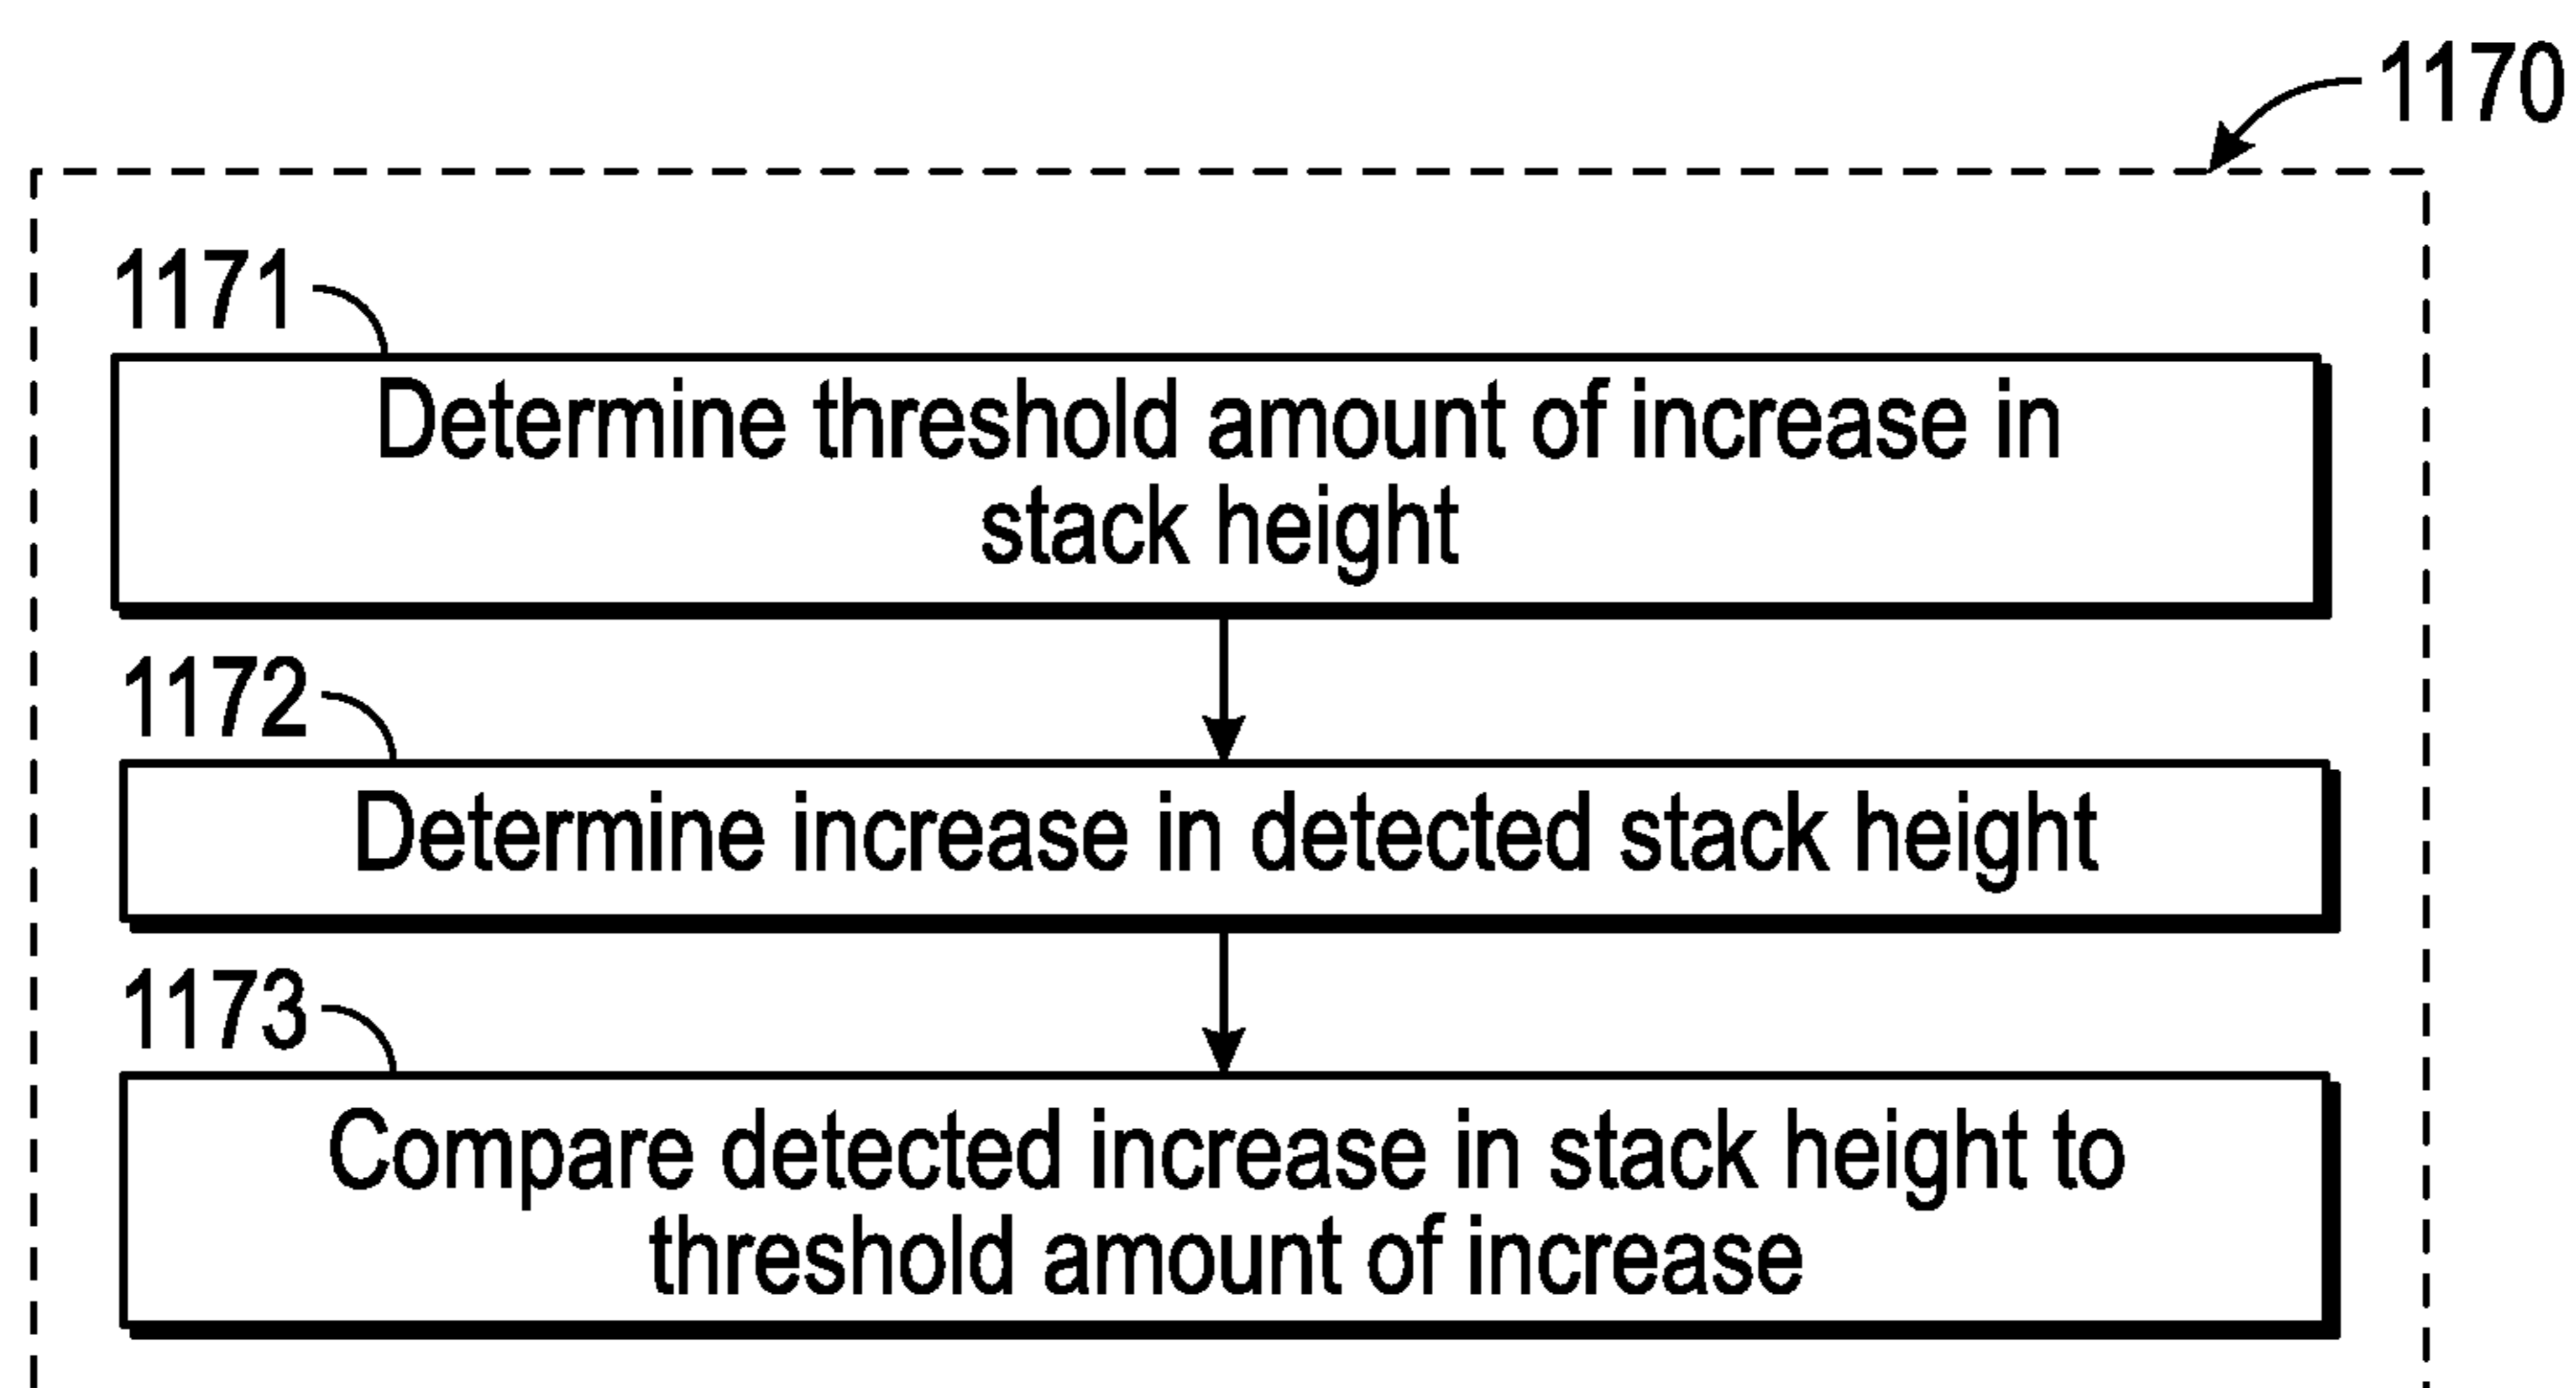 1170
1171
Determine threshold amount of increase in
stack height
1172
Determine increase in detected stack height
1173
Compare detected increase in stack height to
threshold amount of increase